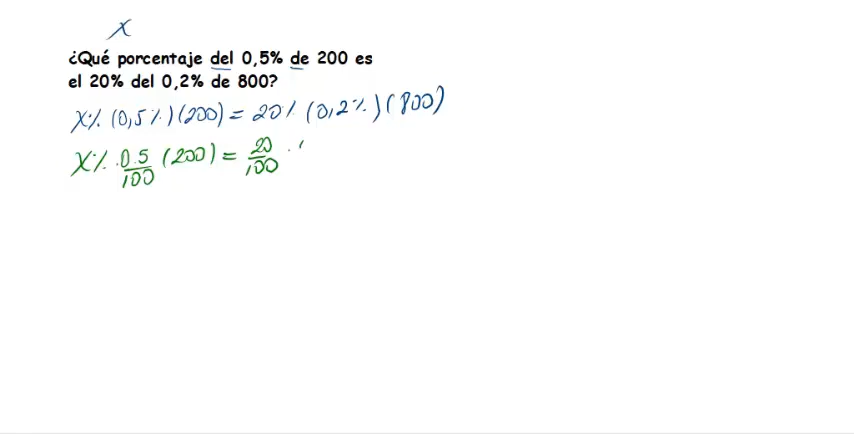 X
¿Qué porcentaje del 0,5% de 200 es
el 20% del 0,2% de 800?
X% (0,5%)(200) = 20% (0,2%)(800)
X% · 0.5/100 (200) = 20/100 ·